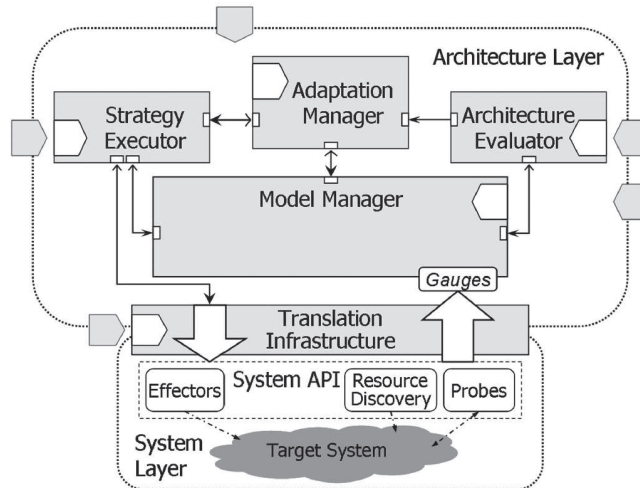 Architecture Layer
Strategy
Executor
Adaptation
Manager
Architecture
Evaluator
Model Manager
Gauges
Translation
Infrastructure
System API
Effectors
Resource
Discovery
Probes
System
Layer
Target System